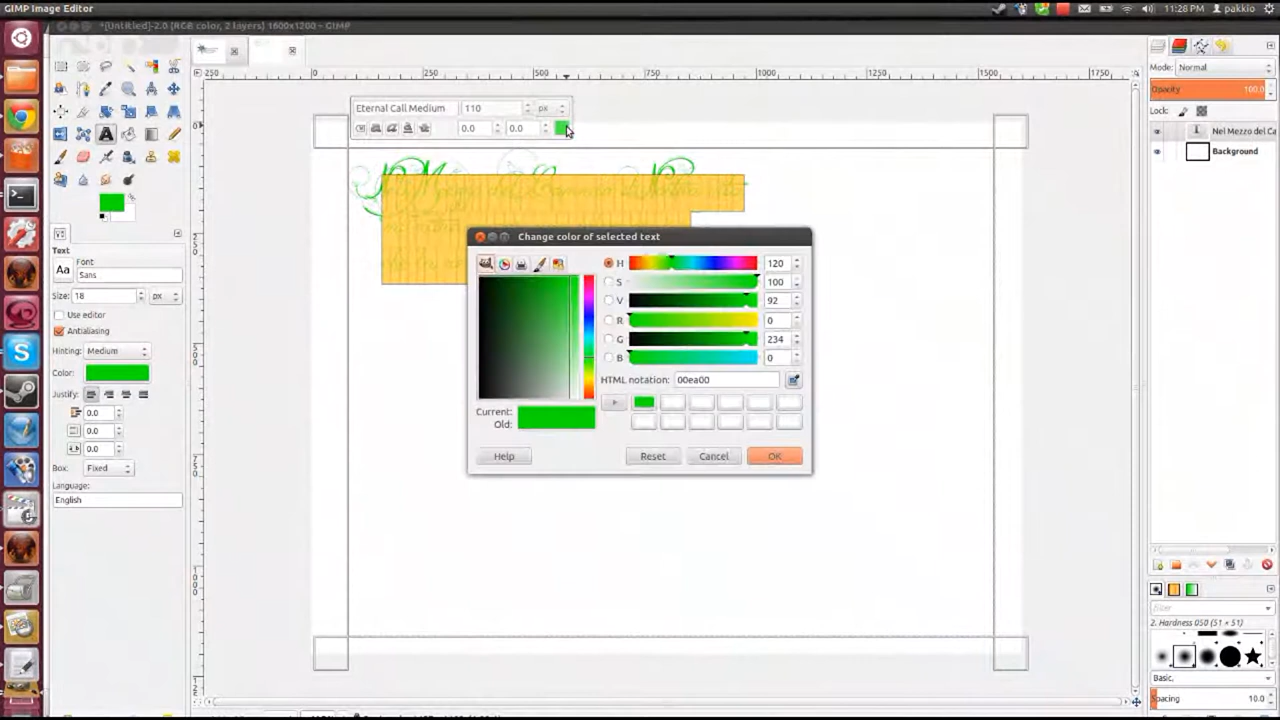 GIMP Image Editor
11:28 PM
pakkio
*[Untitled]-2.0 (RGB color, 2 layers) 1600x1200 – GIMP
250 0 250 500 750 1000 1250 1500 1750
Eternal Call Medium 110 px
0.0 0.0
Change color of selected text
H 120
S 100
V 92
R 0
G 234
B 0
HTML notation: 00ea00
Current:
Old:
Help Reset Cancel OK
Text
Font
Aa Sans
Size: 18 px
Use editor
Antialiasing
Hinting: Medium
Color:
Justify:
0.0
0.0
0.0
Box: Fixed
Language:
English
Mode: Normal
Opacity 100.0
Lock:
T Nel Mezzo del Ca
Background
filter
2. Hardness 050 (51 × 51)
Basic.
Spacing 10.0